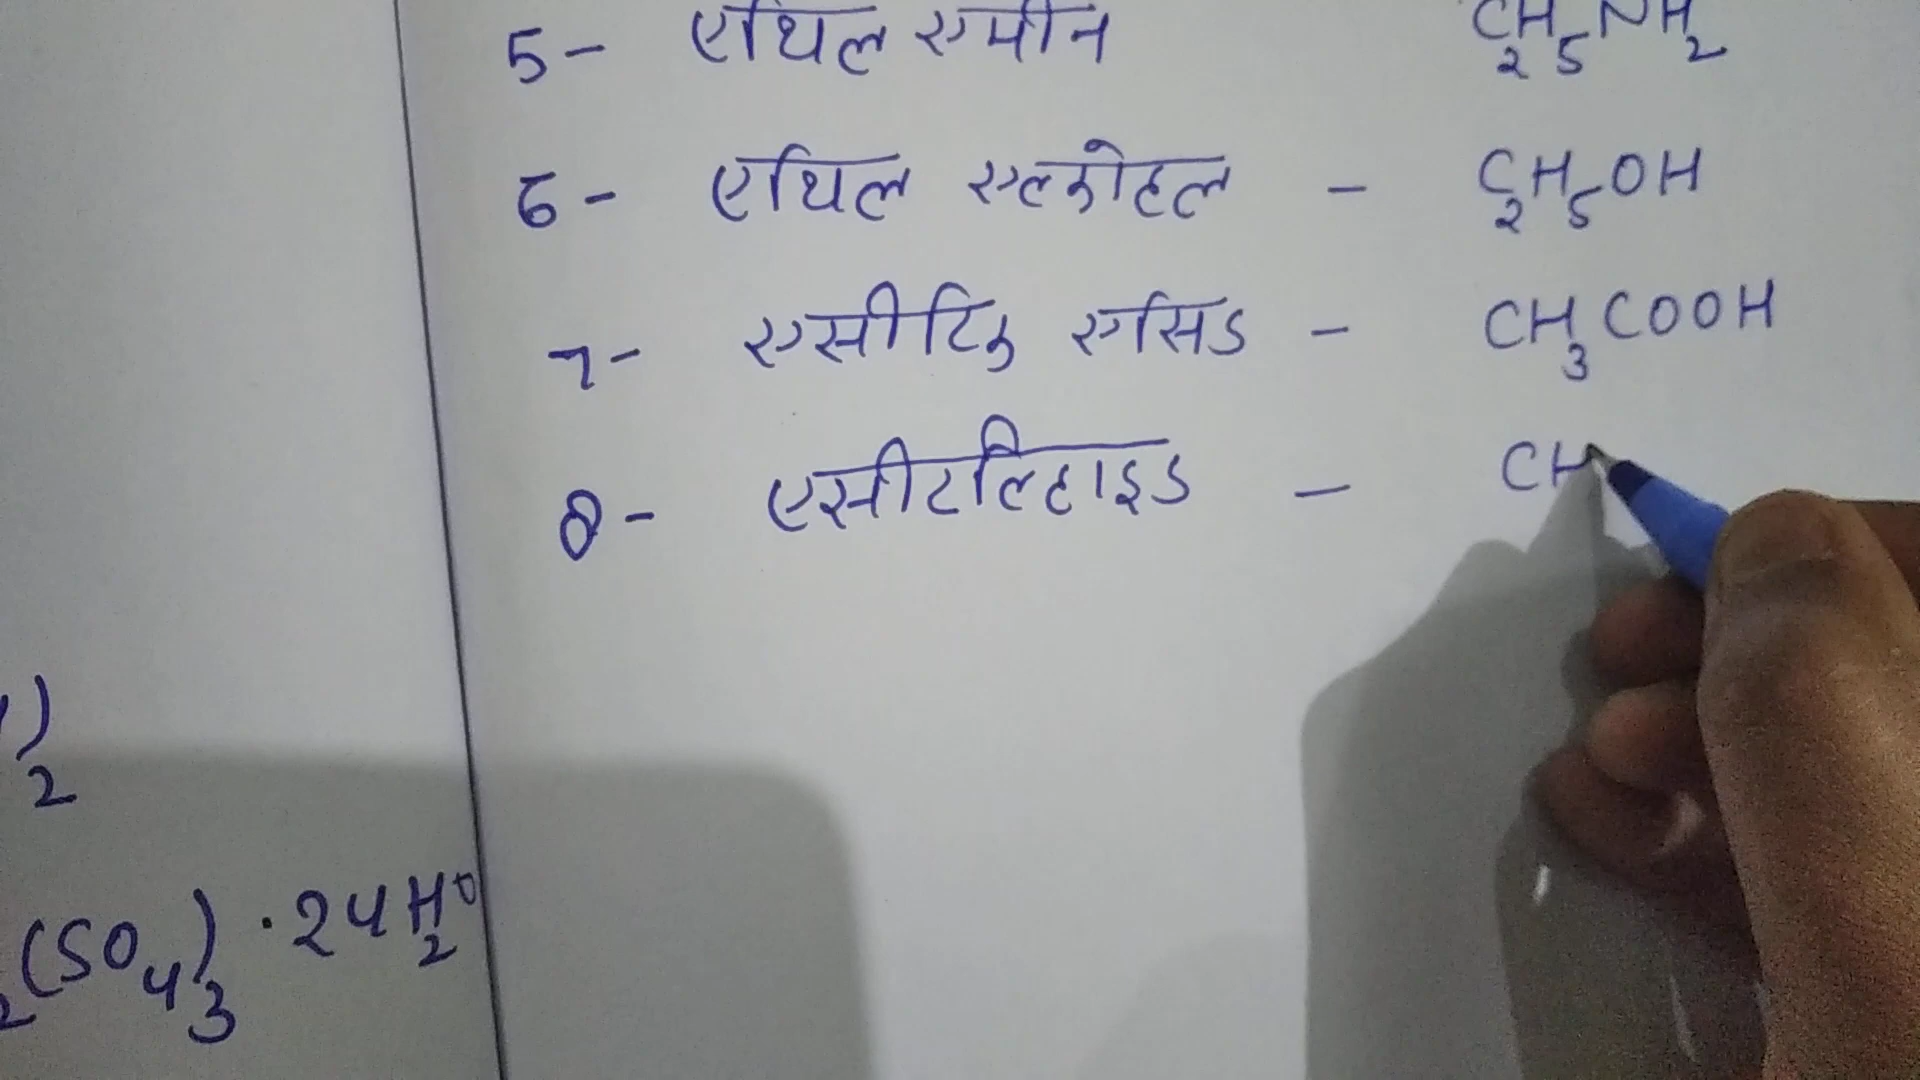 5- एथिल एमीन C2H5NH2
6- एथिल एल्कोहल - C2H5OH
7- एसीटिक एसिड - CH3COOH
8- एसीटल्डिहाइड - CH
)2
2(SO4)3 .24H2O